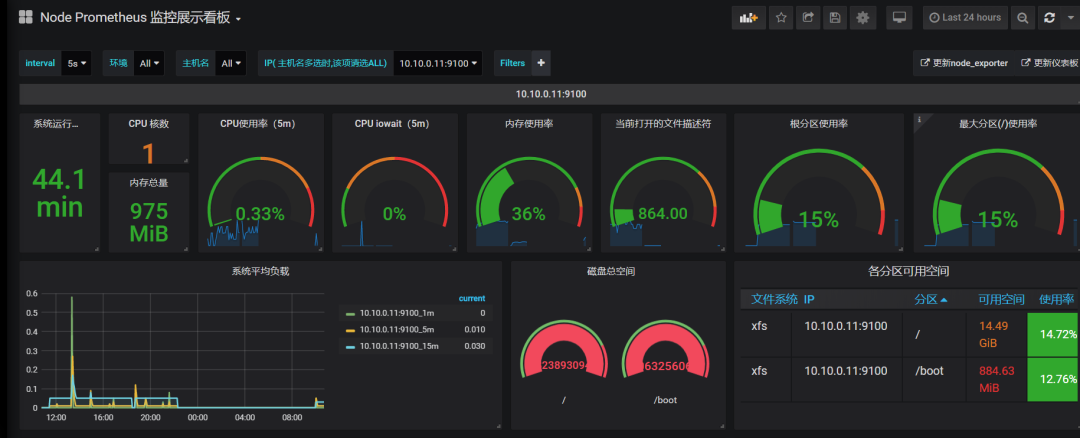 Node Prometheus 监控展示看板
Last 24 hours
interval 5s 环境 All 主机名 All IP( 主机名多选时,该项请选ALL) 10.10.0.11:9100 Filters 更新node_exporter 更新仪表板
10.10.0.11:9100
系统运行...
44.1
min
CPU 核数
1
内存总量
975
MiB
CPU使用率（5m）
0.33%
CPU iowait（5m）
0%
内存使用率
36%
当前打开的文件描述符
864.00
根分区使用率
15%
最大分区(/)使用率
15%
系统平均负载
0.6
0.5
0.4
0.3
0.2
0.1
0
12:00 16:00 20:00 00:00 04:00 08:00
current
10.10.0.11:9100_1m 0
10.10.0.11:9100_5m 0.010
10.10.0.11:9100_15m 0.030
磁盘总空间
/
/boot
各分区可用空间
文件系统 IP 分区 可用空间 使用率
xfs 10.10.0.11:9100 / 14.49 GiB 14.72%
xfs 10.10.0.11:9100 /boot 884.63 MiB 12.76%